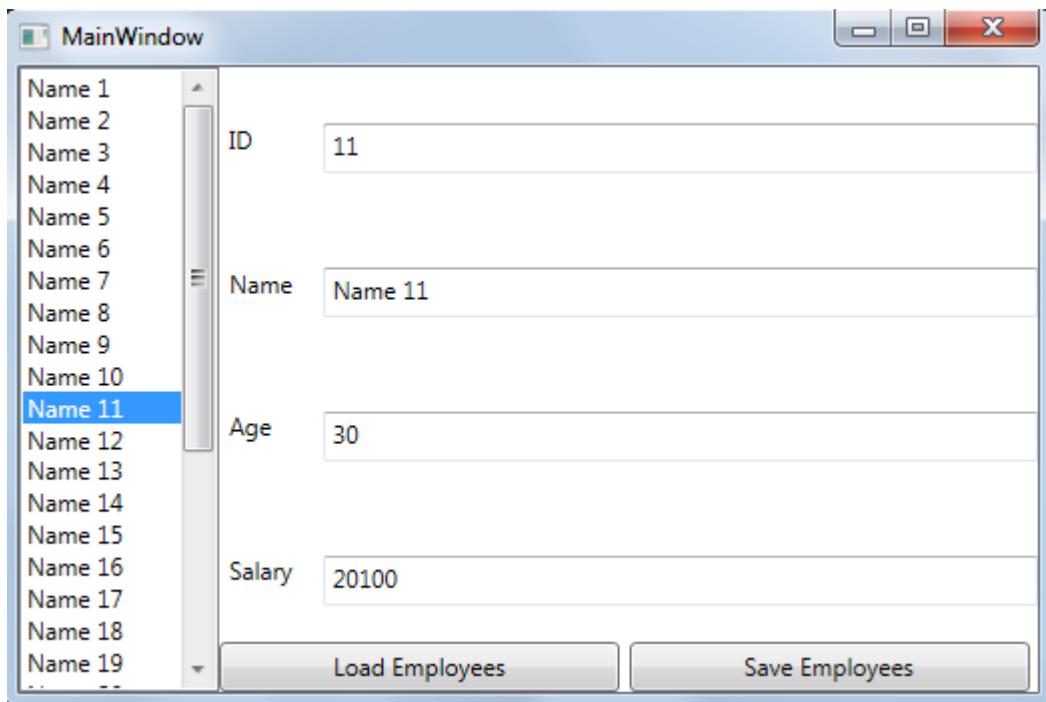 MainWindow
Name 1
Name 2
Name 3
Name 4
Name 5
Name 6
Name 7
Name 8
Name 9
Name 10
Name 11
Name 12
Name 13
Name 14
Name 15
Name 16
Name 17
Name 18
Name 19
ID
11
Name
Name 11
Age
30
Salary
20100
Load Employees
Save Employees